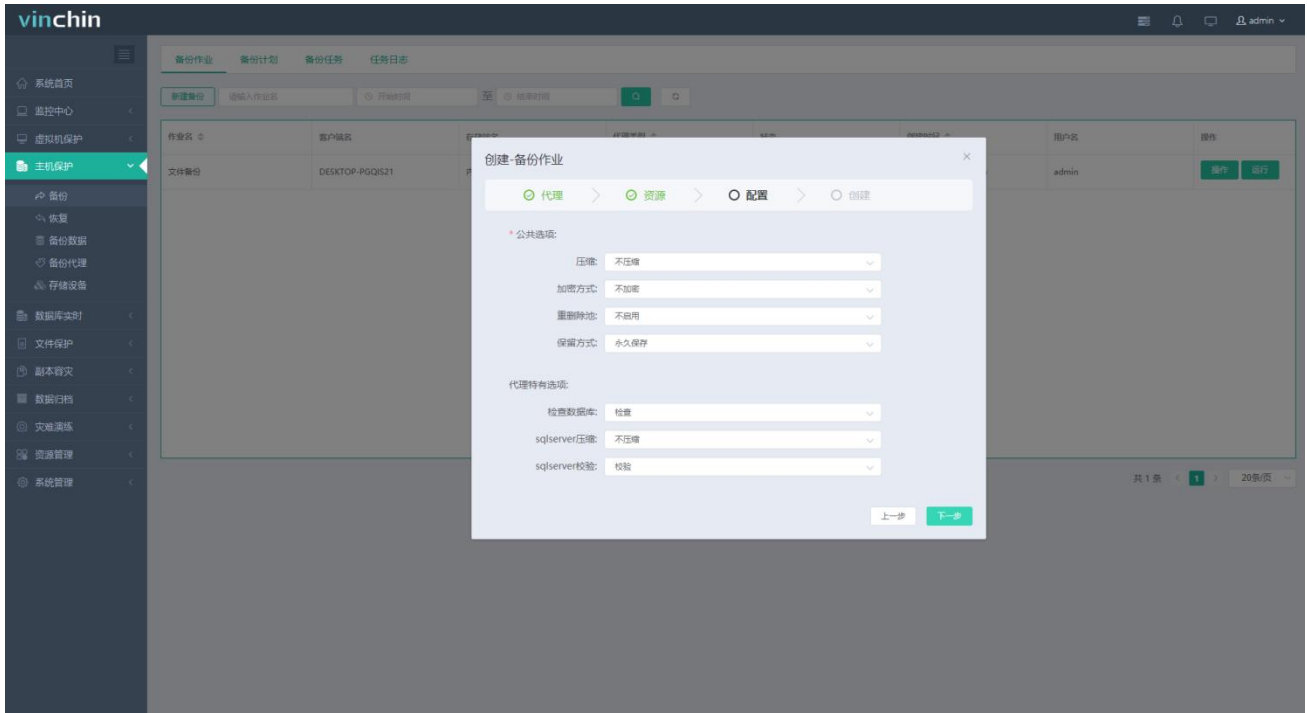 vinchin
admin
备份作业 备份计划 备份任务 任务日志
系统首页
新建备份 请输入作业名 开始时间 至 结束时间
监控中心
虚拟机保护
作业名 客户端名 用户名 操作
主机保护
文件备份 DESKTOP-PGQIS21 admin 操作 运行
备份
恢复
备份数据
备份代理
存储设备
数据库实时
文件保护
副本容灾
数据归档
灾难演练
资源管理
系统管理
创建-备份作业
代理 资源 配置 创建
* 公共选项:
压缩: 不压缩
加密方式: 不加密
重删除池: 不启用
保留方式: 永久保存
代理特有选项:
检查数据库: 检查
sqlserver压缩: 不压缩
sqlserver校验: 校验
上一步 下一步
共 1 条 1 20条/页